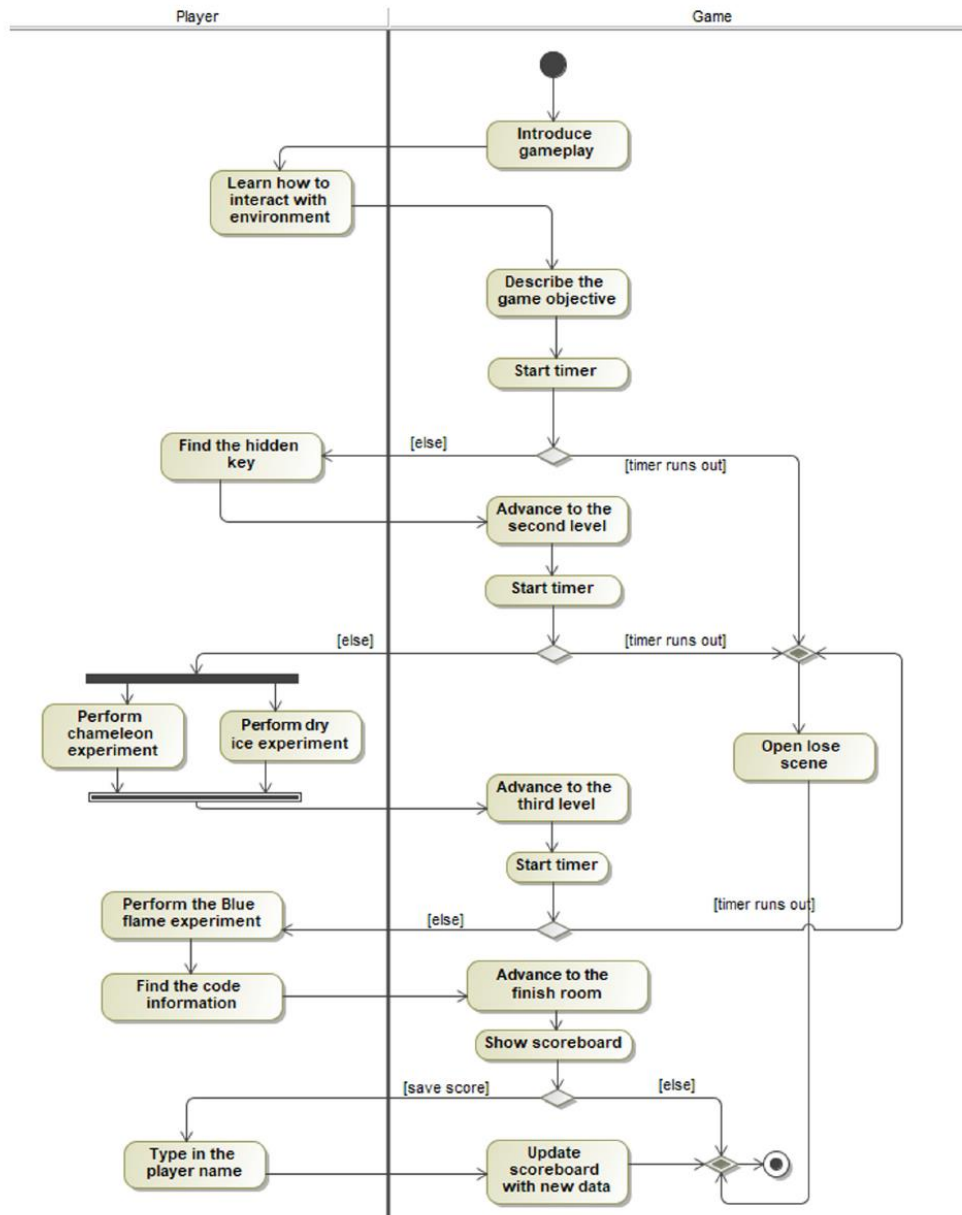 Player
Game
Introduce
gameplay
Learn how to
interact with
environment
Describe the
game objective
Start timer
[else]
[timer runs out]
Find the hidden
key
Advance to the
second level
Start timer
[else]
[timer runs out]
Perform
chameleon
experiment
Perform dry
ice experiment
Open lose
scene
Advance to the
third level
Start timer
[else]
[timer runs out]
Perform the Blue
flame experiment
Find the code
information
Advance to the
finish room
Show scoreboard
[save score]
[else]
Type in the
player name
Update
scoreboard
with new data